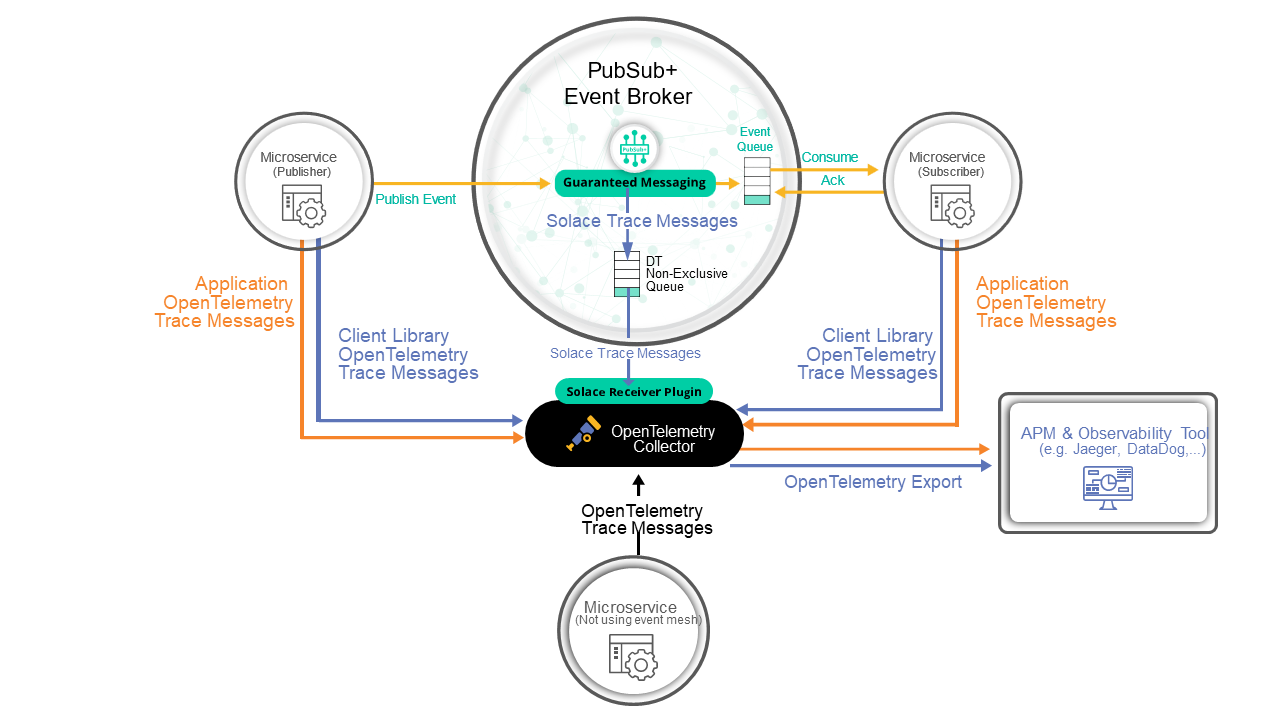 PubSub+
Event Broker
PubSub+
Guaranteed Messaging
Event
Queue
Microservice
(Publisher)
Publish Event
Consume
Ack
Microservice
(Subscriber)
Solace Trace Messages
DT
Non-Exclusive
Queue
Application
OpenTelemetry
Trace Messages
Client Library
OpenTelemetry
Trace Messages
Solace Trace Messages
Client Library
OpenTelemetry
Trace Messages
Application
OpenTelemetry
Trace Messages
Solace Receiver Plugin
OpenTelemetry
Collector
OpenTelemetry Export
APM & Observability Tool
(e.g. Jaeger, DataDog,...)
OpenTelemetry
Trace Messages
Microservice
(Not using event mesh)